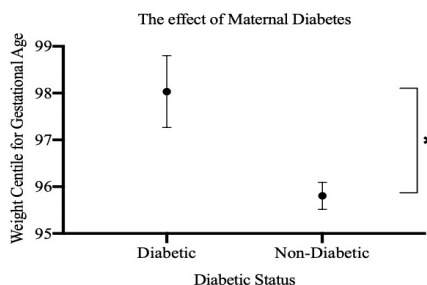 The effect of Maternal Diabetes
Weight Centile for Gestational Age
99
98
97
96
95
*
Diabetic
Non-Diabetic
Diabetic Status